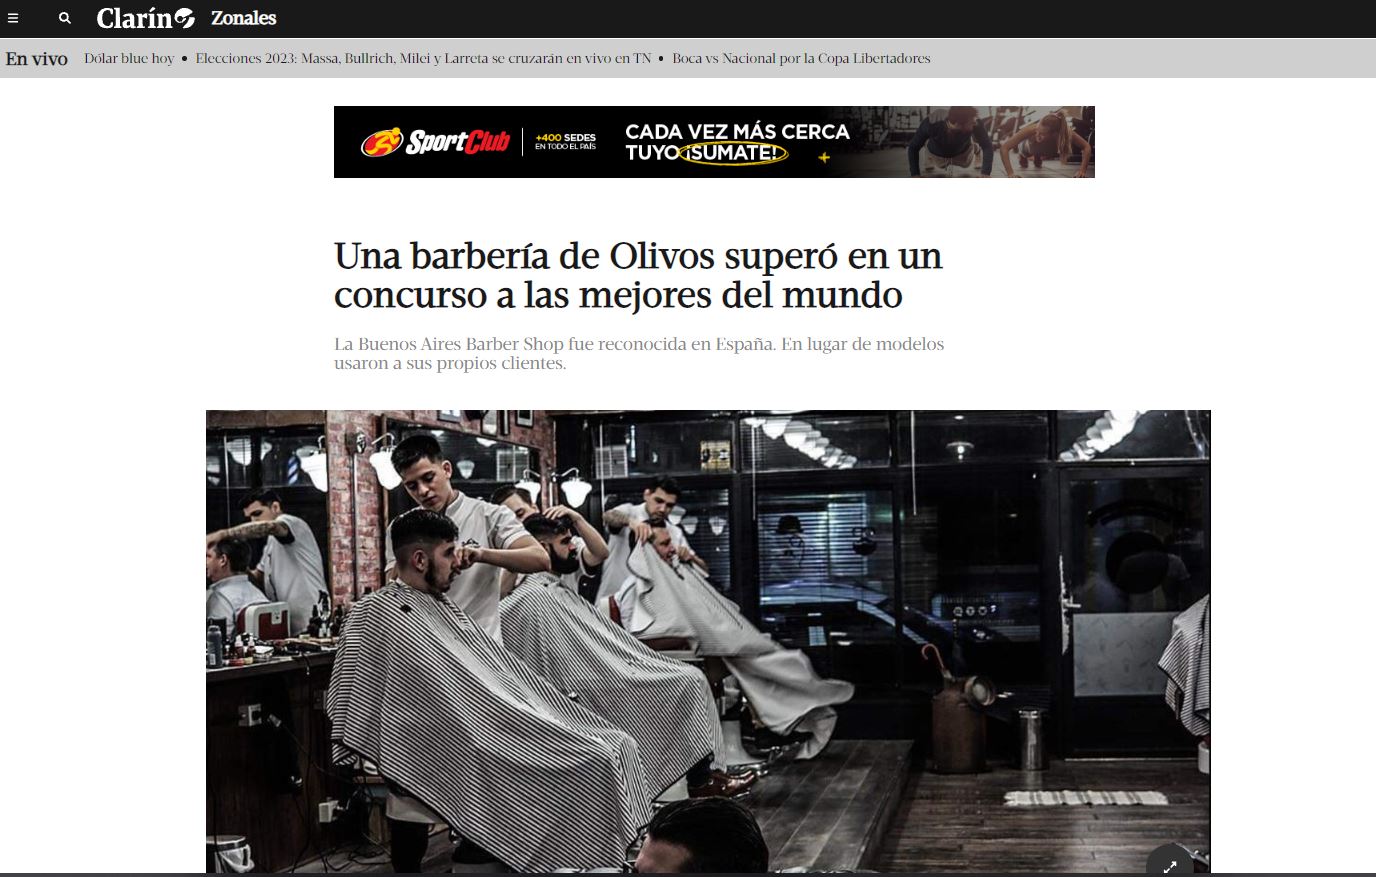 Clarín Zonales
En vivo Dólar blue hoy • Elecciones 2023: Massa, Bullrich, Milei y Larreta se cruzarán en vivo en TN • Boca vs Nacional por la Copa Libertadores
SportClub
+400 SEDES
EN TODO EL PAÍS
CADA VEZ MÁS CERCA
TUYO ¡SUMATE!
Una barbería de Olivos superó en un
concurso a las mejores del mundo
La Buenos Aires Barber Shop fue reconocida en España. En lugar de modelos
usaron a sus propios clientes.